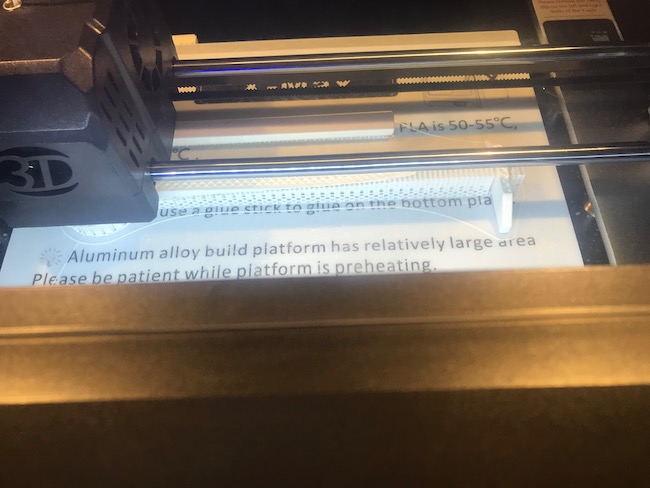 3D
PLA is 50-55℃,
℃.
use a glue stick to glue on the bottom pla
Aluminum alloy build platform has relatively large area
Please be patient while platform is preheating.